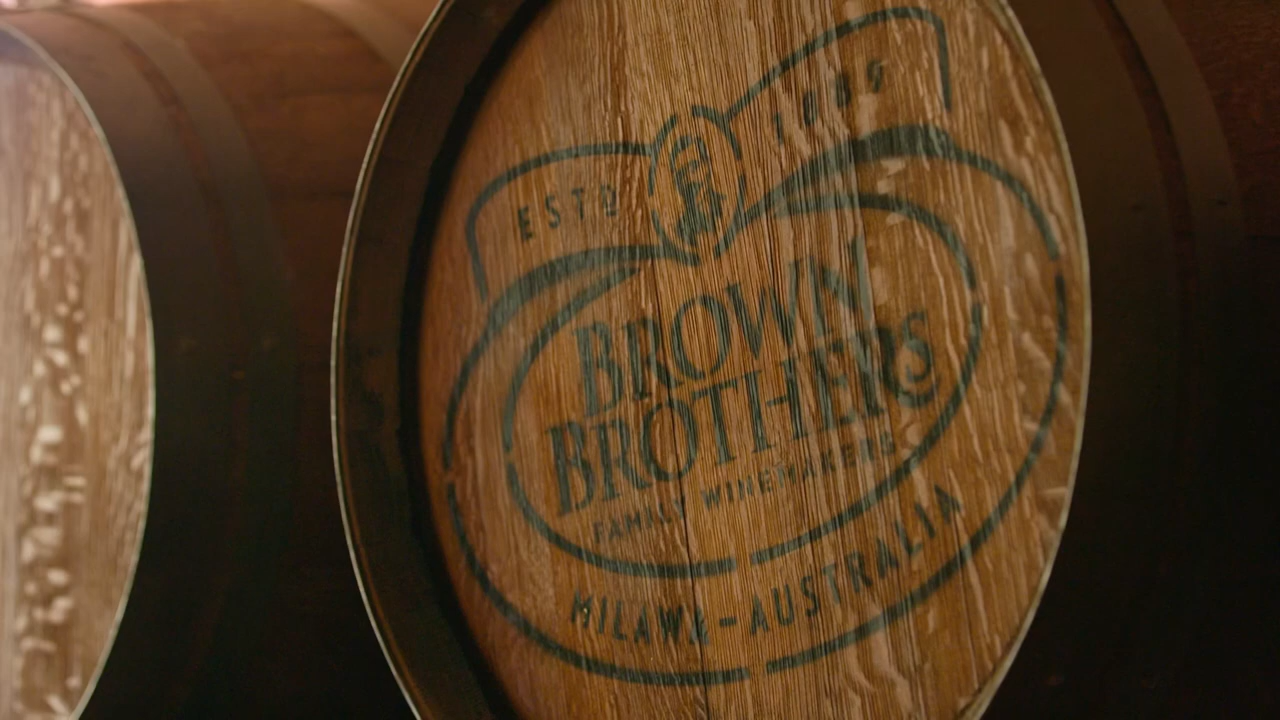 ESTD 1889
BROWN
BROTHERS
FAMILY WINEMAKERS
MILAWA-AUSTRALIA